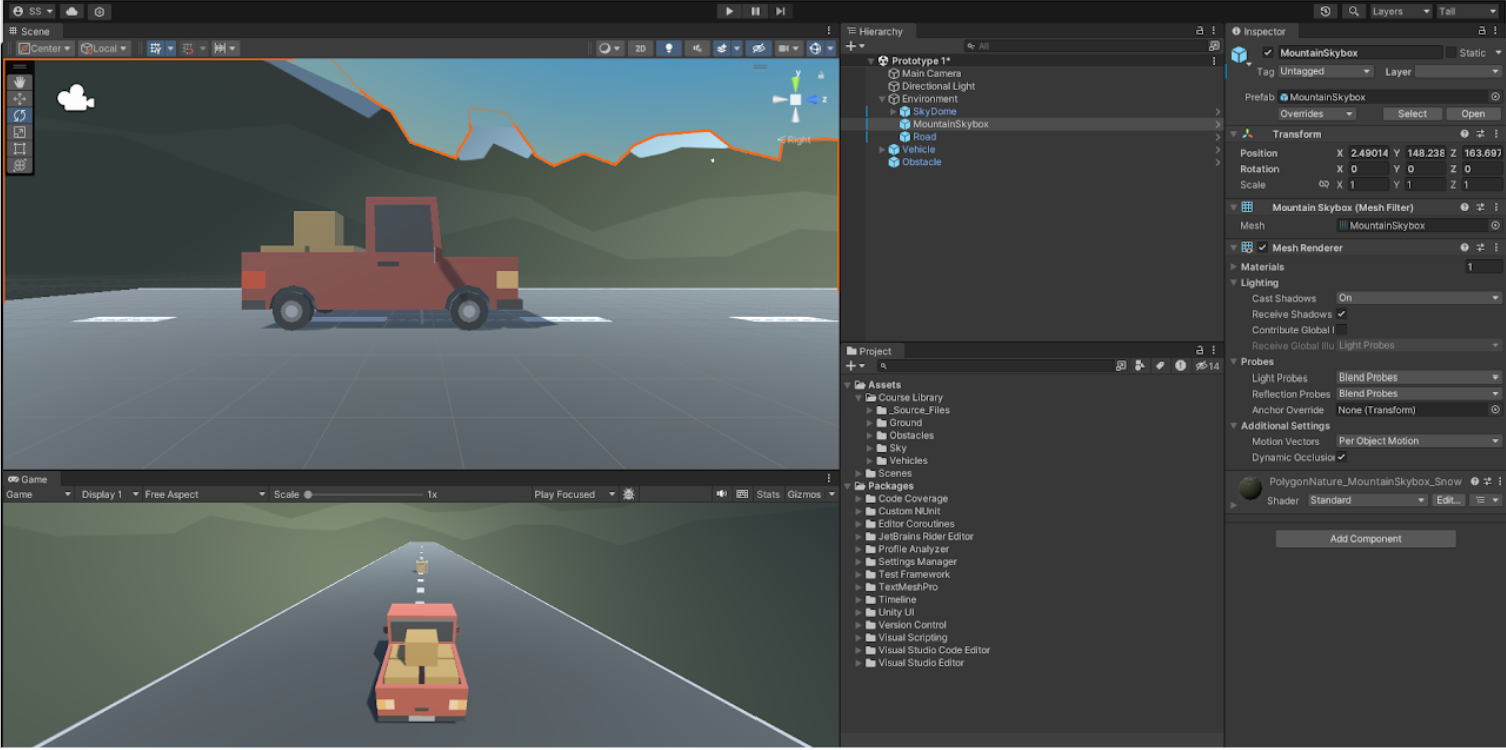 SS
Layers
Tall
Scene
Center
Local
2D
y
z
Right
Game
Game
Display 1
Free Aspect
Scale
1x
Play Focused
Stats
Gizmos
Hierarchy
All
Prototype 1*
Main Camera
Directional Light
Environment
SkyDome
MountainSkybox
Road
Vehicle
Obstacle
Project
14
Assets
Course Library
_Source_Files
Ground
Obstacles
Sky
Vehicles
Scenes
Packages
Code Coverage
Custom NUnit
Editor Coroutines
JetBrains Rider Editor
Profile Analyzer
Settings Manager
Test Framework
TextMeshPro
Timeline
Unity UI
Version Control
Visual Scripting
Visual Studio Code Editor
Visual Studio Editor
Inspector
MountainSkybox
Static
Tag Untagged Layer
Prefab MountainSkybox
Overrides Select Open
Transform
Position X 2.49014 Y 148.238 Z 163.697
Rotation X 0 Y 0 Z 0
Scale X 1 Y 1 Z 1
Mountain Skybox (Mesh Filter)
Mesh MountainSkybox
Mesh Renderer
Materials 1
Lighting
Cast Shadows On
Receive Shadows
Contribute Global I
Receive Global Illu Light Probes
Probes
Light Probes Blend Probes
Reflection Probes Blend Probes
Anchor Override None (Transform)
Additional Settings
Motion Vectors Per Object Motion
Dynamic Occlusion
PolygonNature_MountainSkybox_Snow
Shader Standard Edit...
Add Component